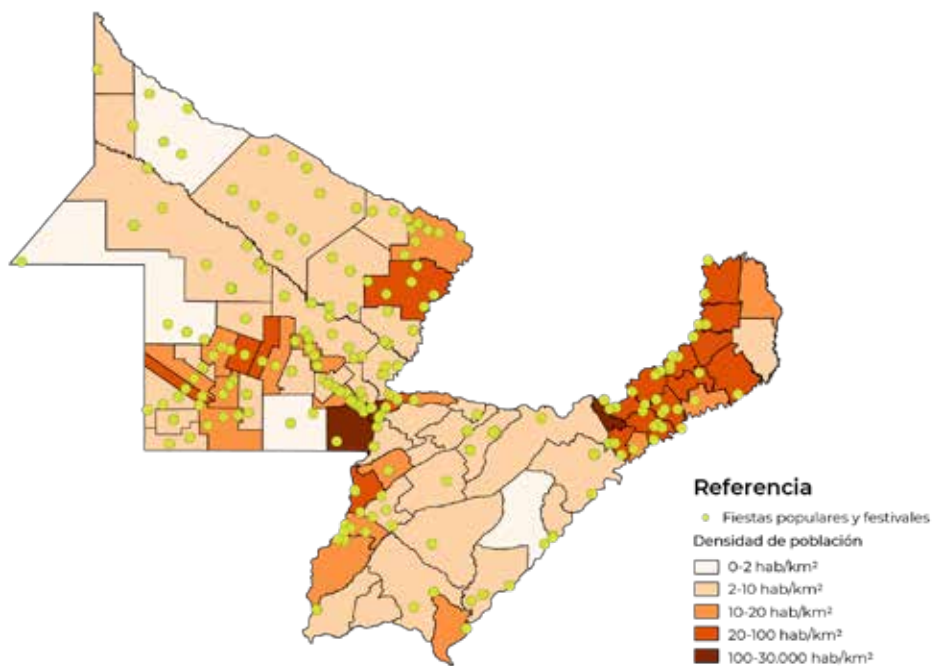 Referencia
Fiestas populares y festivales
Densidad de población
0-2 hab/km²
2-10 hab/km²
10-20 hab/km²
20-100 hab/km²
100-30.000 hab/km²